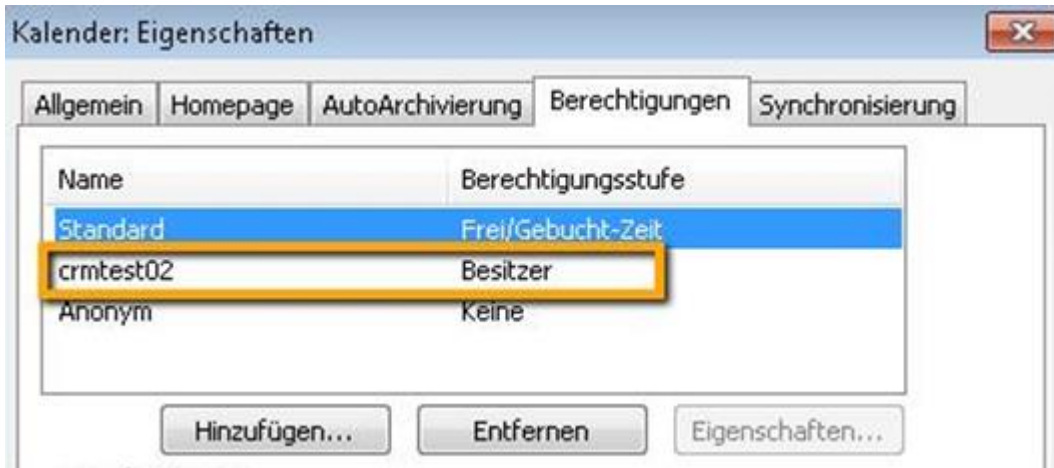 Kalender: Eigenschaften
Allgemein Homepage AutoArchivierung Berechtigungen Synchronisierung
Name Berechtigungsstufe
Standard Frei/Gebucht-Zeit
crmtest02 Besitzer
Anonym Keine
Hinzufügen... Entfernen Eigenschaften...